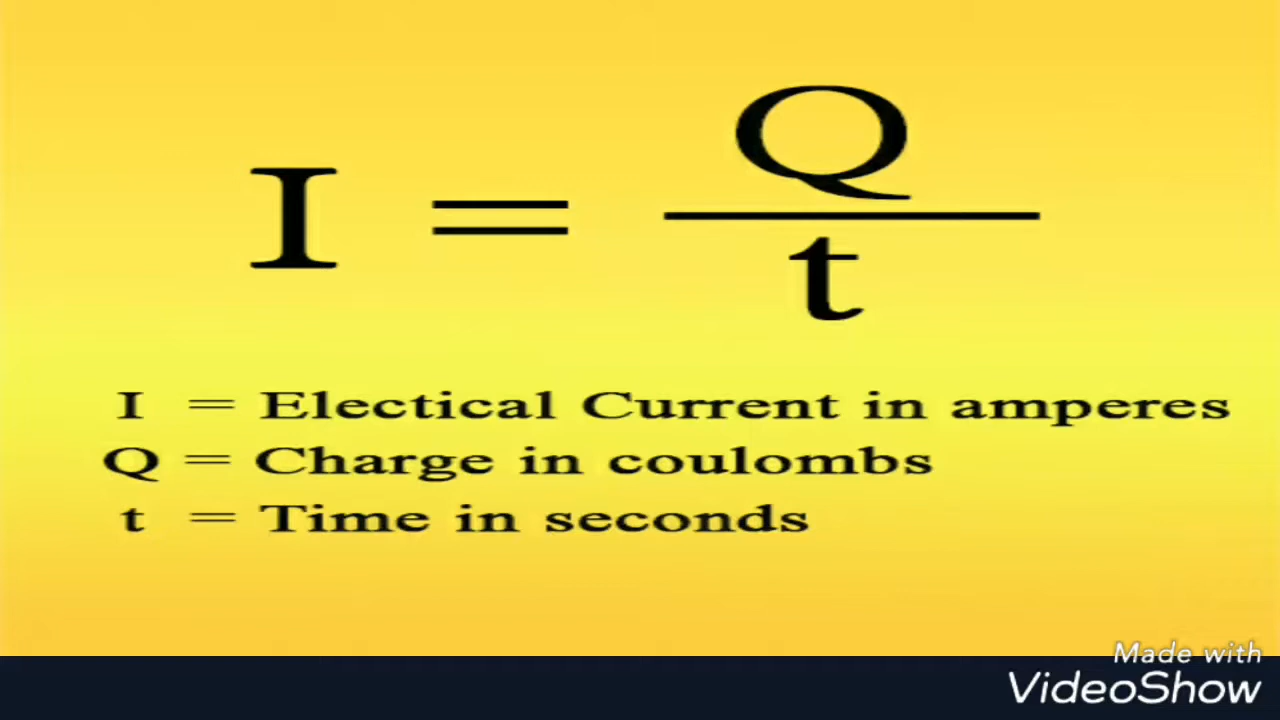 I = Q
t
I = Electical Current in amperes
Q = Charge in coulombs
t = Time in seconds
Made with
VideoShow